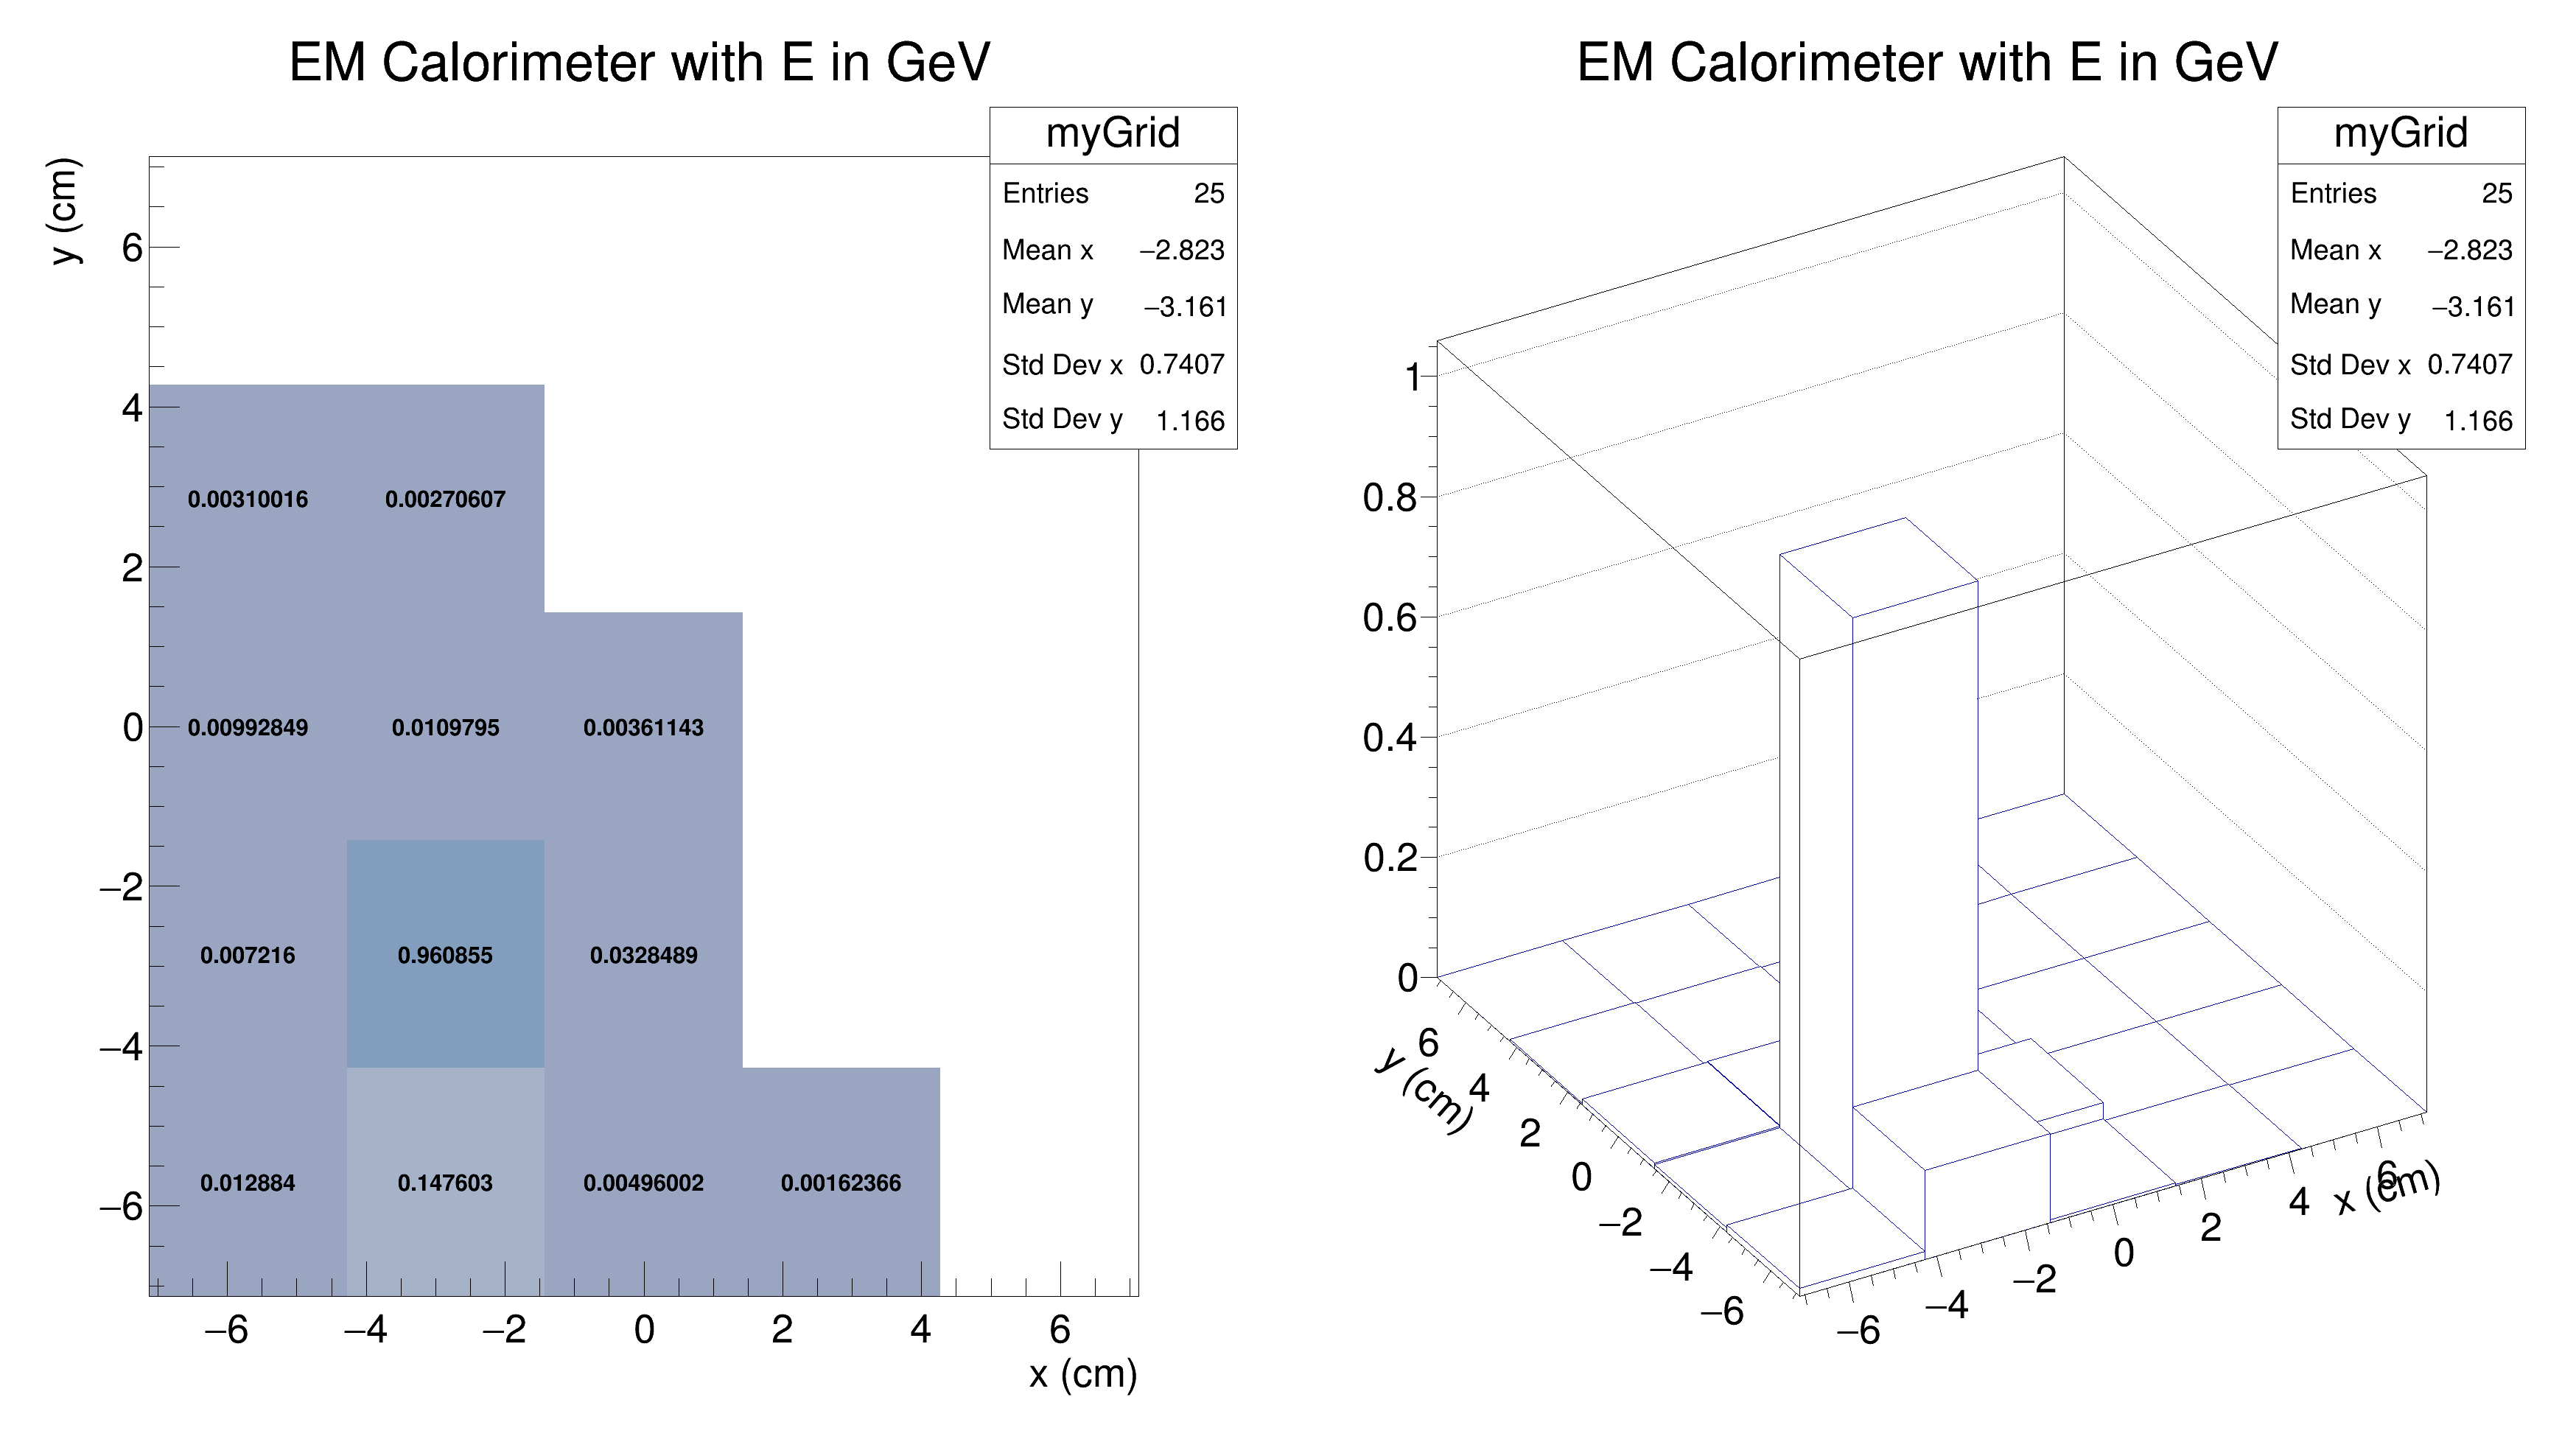 EM Calorimeter with E in GeV
myGrid
Entries 25
Mean x −2.823
Mean y −3.161
Std Dev x 0.7407
Std Dev y 1.166
y (cm)
6
4
2
0
−2
−4
−6
0.00310016 0.00270607
0.00992849 0.0109795 0.00361143
0.007216 0.960855 0.0328489
0.012884 0.147603 0.00496002 0.00162366
−6 −4 −2 0 2 4 6
x (cm)
EM Calorimeter with E in GeV
myGrid
Entries 25
Mean x −2.823
Mean y −3.161
Std Dev x 0.7407
Std Dev y 1.166
1
0.8
0.6
0.4
0.2
0
y (cm)
6
4
2
0
−2
−4
−6
−6
−4
−2
0
2
4
6
x (cm)